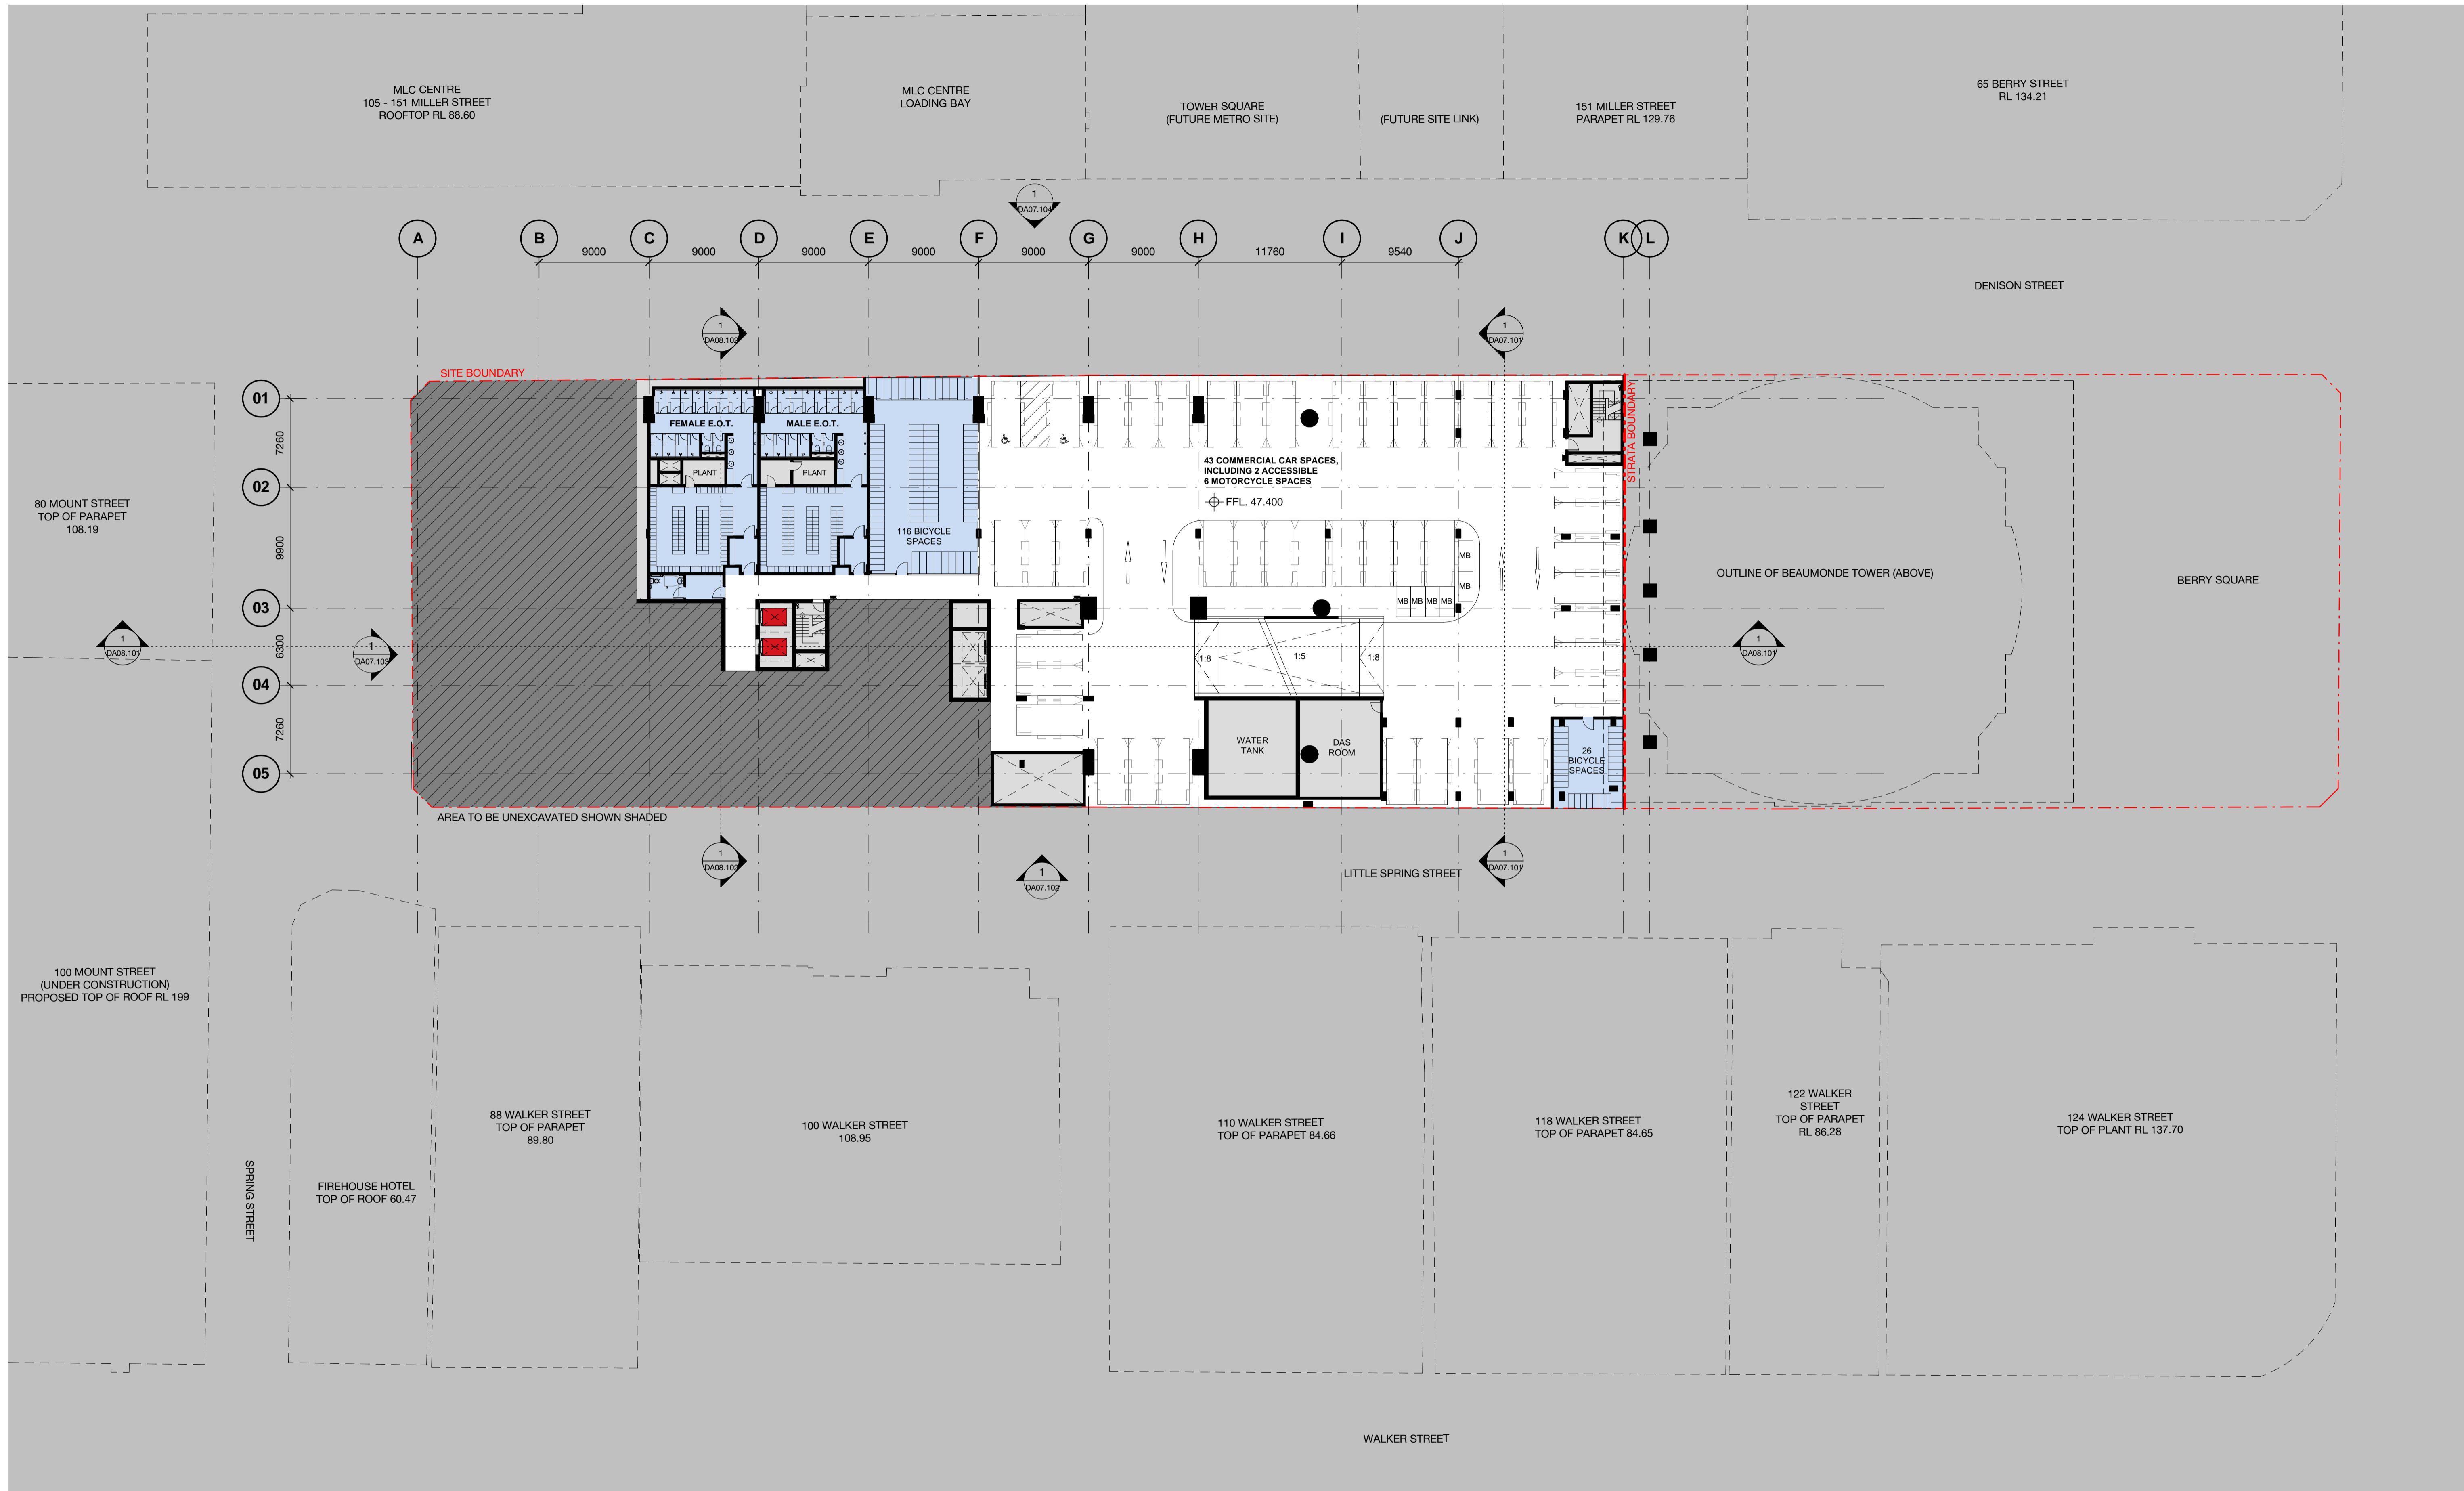 MLC CENTRE
105 - 151 MILLER STREET
ROOFTOP RL 88.60
MLC CENTRE
LOADING BAY
TOWER SQUARE
(FUTURE METRO SITE)
(FUTURE SITE LINK)
151 MILLER STREET
PARAPET RL 129.76
65 BERRY STREET
RL 134.21
1
DA07.104
A
B
C
D
E
F
G
H
I
J
K
L
9000
9000
9000
9000
9000
9000
11760
9540
DENISON STREET
1
DA08.102
1
DA07.101
SITE BOUNDARY
STRATA BOUNDARY
01
02
03
04
05
7260
9900
6300
7260
FEMALE E.O.T.
MALE E.O.T.
PLANT
PLANT
116 BICYCLE
SPACES
43 COMMERCIAL CAR SPACES,
INCLUDING 2 ACCESSIBLE
6 MOTORCYCLE SPACES
FFL. 47.400
MB
MB
MB MB MB MB
1:8
1:5
1:8
WATER
TANK
DAS
ROOM
26
BICYCLE
SPACES
OUTLINE OF BEAUMONDE TOWER (ABOVE)
BERRY SQUARE
80 MOUNT STREET
TOP OF PARAPET
108.19
1
DA08.101
1
DA07.103
1
DA08.101
AREA TO BE UNEXCAVATED SHOWN SHADED
1
DA08.102
1
DA07.102
1
DA07.101
LITTLE SPRING STREET
100 MOUNT STREET
(UNDER CONSTRUCTION)
PROPOSED TOP OF ROOF RL 199
SPRING STREET
FIREHOUSE HOTEL
TOP OF ROOF 60.47
88 WALKER STREET
TOP OF PARAPET
89.80
100 WALKER STREET
108.95
110 WALKER STREET
TOP OF PARAPET 84.66
118 WALKER STREET
TOP OF PARAPET 84.65
122 WALKER
STREET
TOP OF PARAPET
RL 86.28
124 WALKER STREET
TOP OF PLANT RL 137.70
WALKER STREET